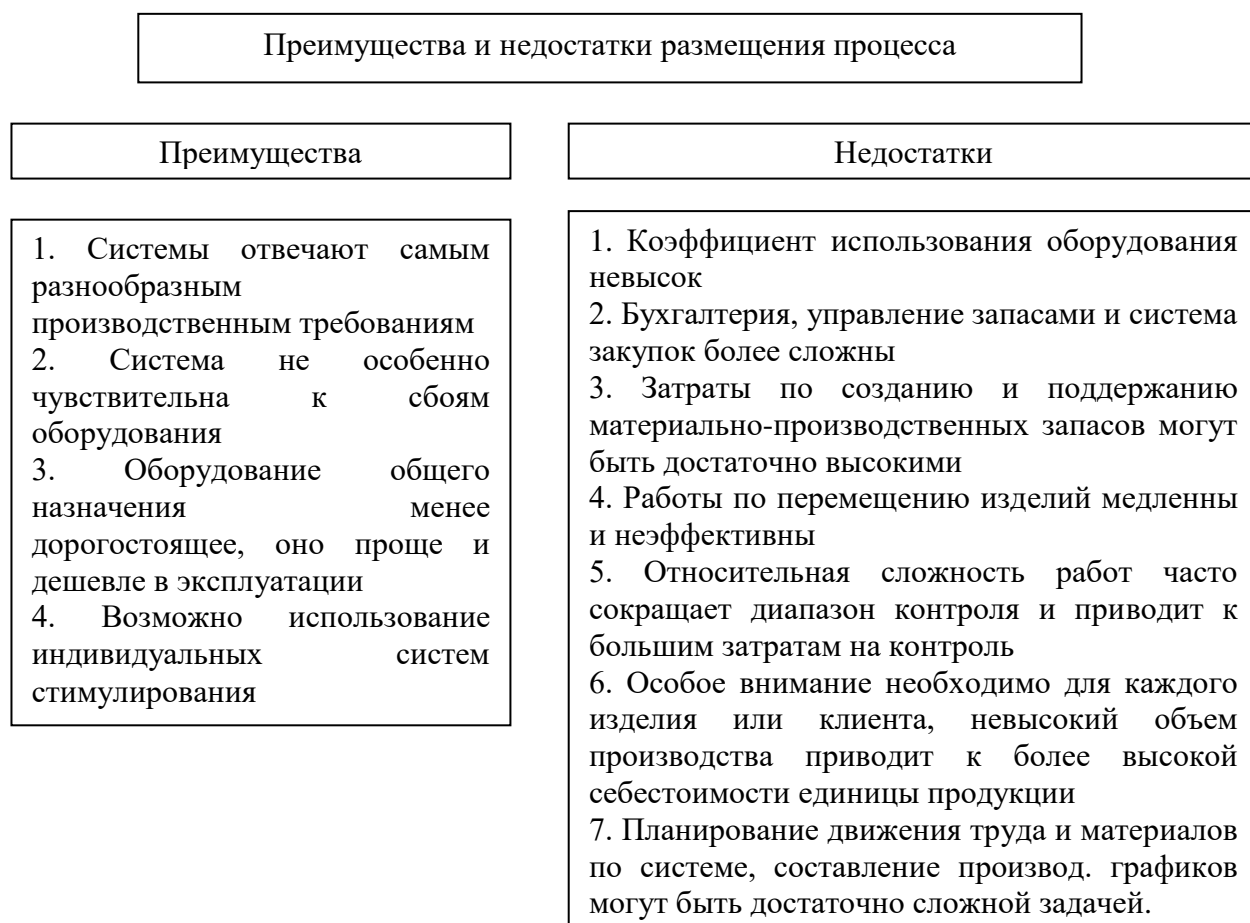 Преимущества и недостатки размещения процесса
Преимущества
Недостатки
1. Системы отвечают самым
разнообразным
производственным требованиям
2. Система не особенно
чувствительна к сбоям
оборудования
3. Оборудование общего
назначения менее
дорогостоящее, оно проще и
дешевле в эксплуатации
4. Возможно использование
индивидуальных систем
стимулирования
1. Коэффициент использования оборудования
невысок
2. Бухгалтерия, управление запасами и система
закупок более сложны
3. Затраты по созданию и поддержанию
материально-производственных запасов могут
быть достаточно высокими
4. Работы по перемещению изделий медленны
и неэффективны
5. Относительная сложность работ часто
сокращает диапазон контроля и приводит к
большим затратам на контроль
6. Особое внимание необходимо для каждого
изделия или клиента, невысокий объем
производства приводит к более высокой
себестоимости единицы продукции
7. Планирование движения труда и материалов
по системе, составление производ. графиков
могут быть достаточно сложной задачей.